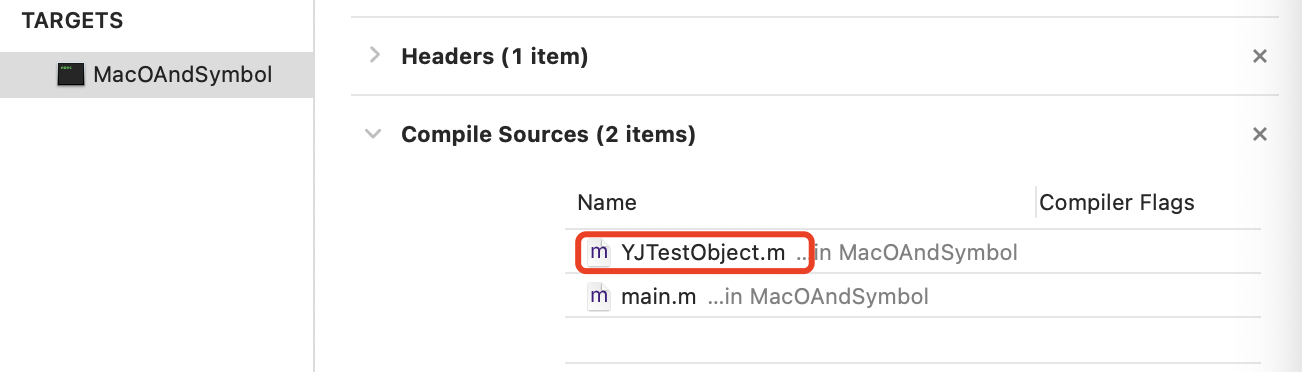 TARGETS
MacOAndSymbol
Headers (1 item)
Compile Sources (2 items)
Name Compiler Flags
m YJTestObject.m ...in MacOAndSymbol
m main.m ...in MacOAndSymbol